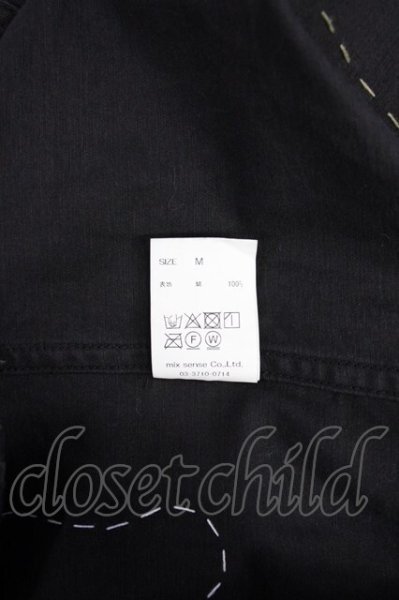 SIZE M
表地 綿 100%
F W
mix sense Co.,Ltd.
03-3710-0714
closet child